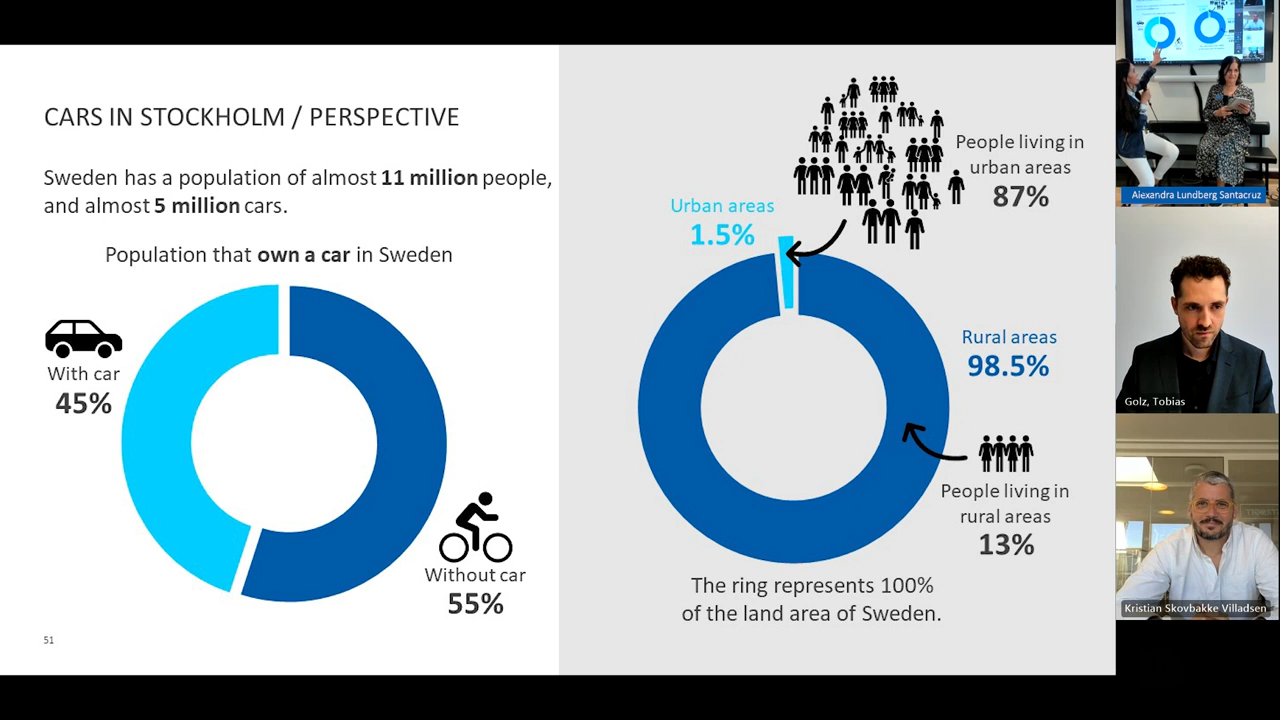 CARS IN STOCKHOLM / PERSPECTIVE
Sweden has a population of almost 11 million people,
and almost 5 million cars.
Population that own a car in Sweden
With car
45%
Without car
55%
51
People living in
urban areas
87%
Urban areas
1.5%
Rural areas
98.5%
People living in
rural areas
13%
The ring represents 100%
of the land area of Sweden.
Alexandra Lundberg Santacruz
Golz, Tobias
Kristian Skovbakke Villadsen